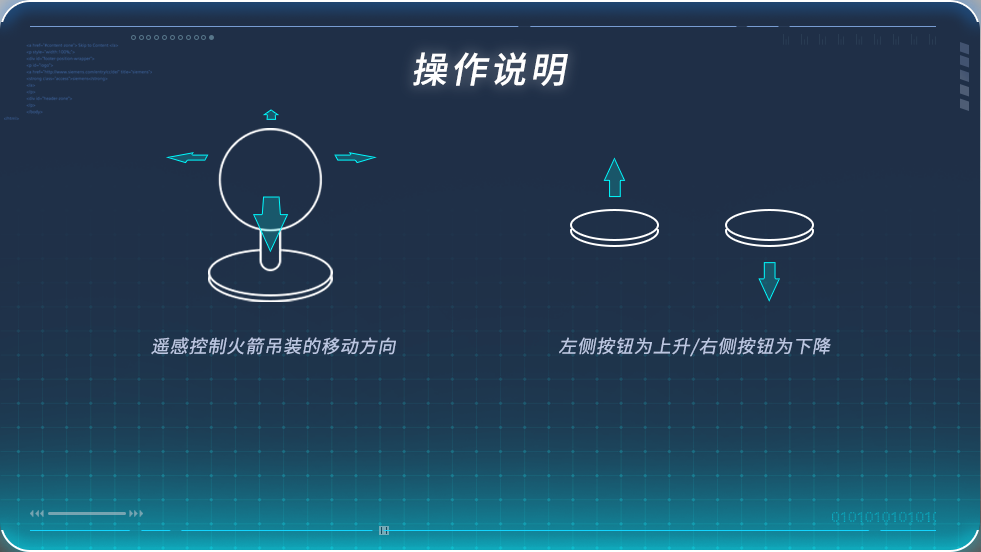 操作说明
遥感控制火箭吊装的移动方向
左侧按钮为上升/右侧按钮为下降